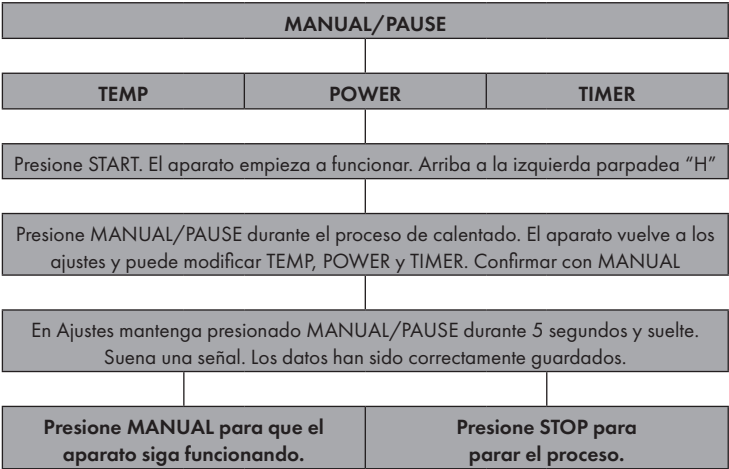 MANUAL/PAUSE
TEMP POWER TIMER
Presione START. El aparato empieza a funcionar. Arriba a la izquierda parpadea “H”
Presione MANUAL/PAUSE durante el proceso de calentado. El aparato vuelve a los
ajustes y puede modificar TEMP, POWER y TIMER. Confirmar con MANUAL
En Ajustes mantenga presionado MANUAL/PAUSE durante 5 segundos y suelte.
Suena una señal. Los datos han sido correctamente guardados.
Presione MANUAL para que el
aparato siga funcionando.
Presione STOP para
parar el proceso.